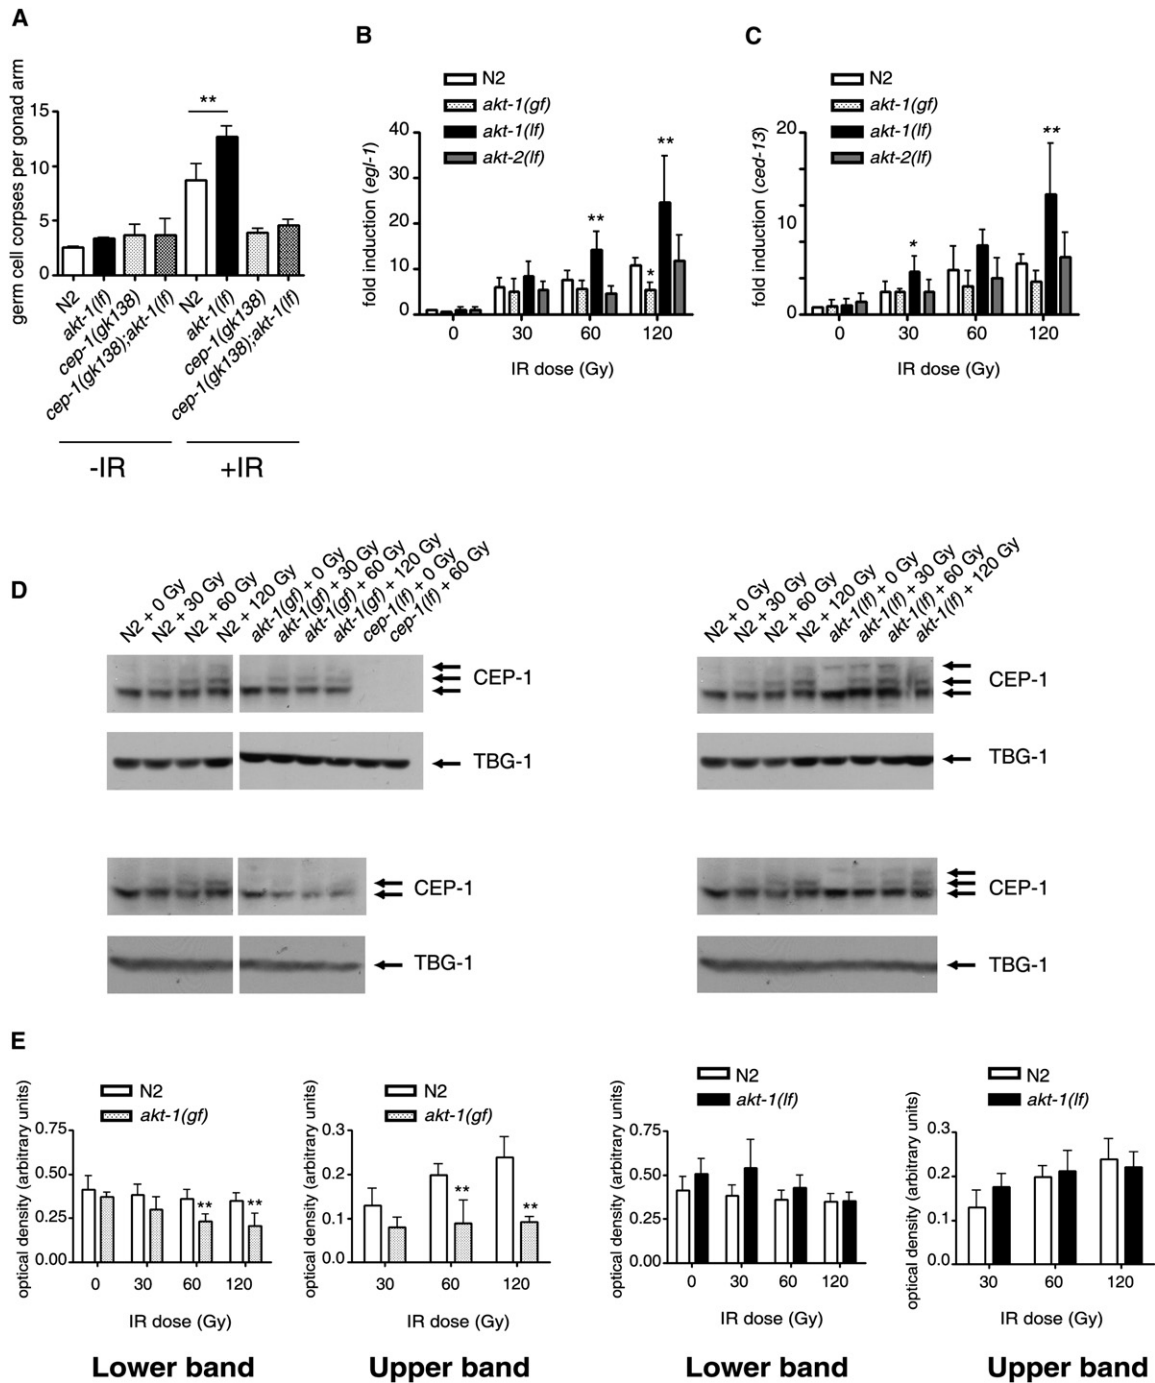 A
germ cell corpses per gonad arm
15
10
5
0
N2
akt-1(lf)
cep-1(gk138)
cep-1(gk138);akt-1(lf)
N2
akt-1(lf)
cep-1(gk138)
cep-1(gk138);akt-1(lf)
**
-IR
+IR
B
N2
akt-1(gf)
akt-1(lf)
akt-2(lf)
fold induction (egl-1)
40
30
20
10
0
**
*
**
0
30
60
120
IR dose (Gy)
C
N2
akt-1(gf)
akt-1(lf)
akt-2(lf)
fold induction (ced-13)
20
10
0
*
**
0
30
60
120
IR dose (Gy)
D
N2 + 0 Gy
N2 + 30 Gy
N2 + 60 Gy
N2 + 120 Gy
akt-1(gf) + 0 Gy
akt-1(gf) + 30 Gy
akt-1(gf) + 60 Gy
akt-1(gf) + 120 Gy
cep-1(lf) + 0 Gy
cep-1(lf) + 60 Gy
CEP-1
TBG-1
CEP-1
TBG-1
N2 + 0 Gy
N2 + 30 Gy
N2 + 60 Gy
N2 + 120 Gy
akt-1(lf) + 0 Gy
akt-1(lf) + 30 Gy
akt-1(lf) + 60 Gy
akt-1(lf) + 120 Gy
CEP-1
TBG-1
CEP-1
TBG-1
E
N2
akt-1(gf)
optical density (arbitrary units)
0.75
0.50
0.25
0.00
**
**
0
30
60
120
IR dose (Gy)
Lower band
N2
akt-1(gf)
optical density (arbitrary units)
0.3
0.2
0.1
0.0
**
**
30
60
120
IR dose (Gy)
Upper band
N2
akt-1(lf)
optical density (arbitrary units)
0.75
0.50
0.25
0.00
0
30
60
120
IR dose (Gy)
Lower band
N2
akt-1(lf)
optical density (arbitrary units)
0.3
0.2
0.1
0.0
30
60
120
IR dose (Gy)
Upper band